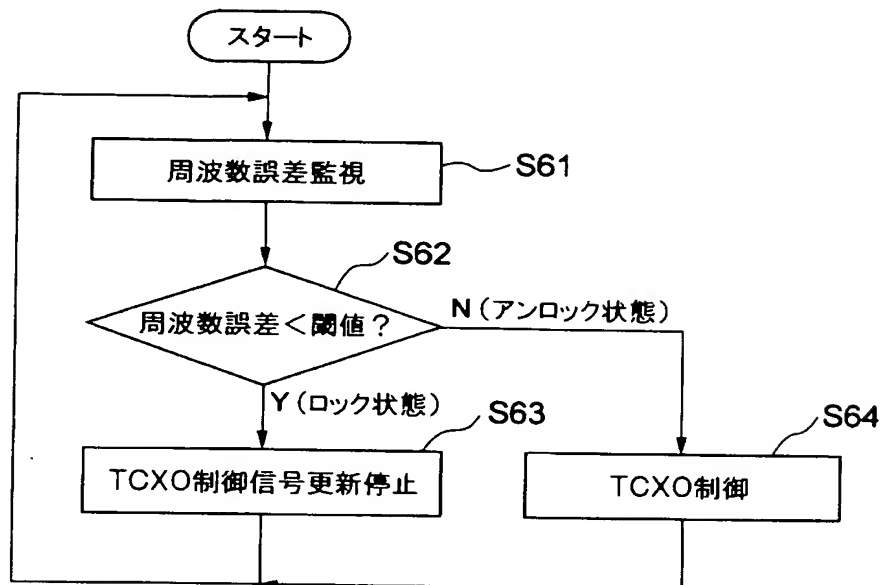 スタート
周波数誤差監視
S61
S62
周波数誤差＜閾値？
N（アンロック状態）
Y（ロック状態）
S63
S64
TCXO制御信号更新停止
TCXO制御